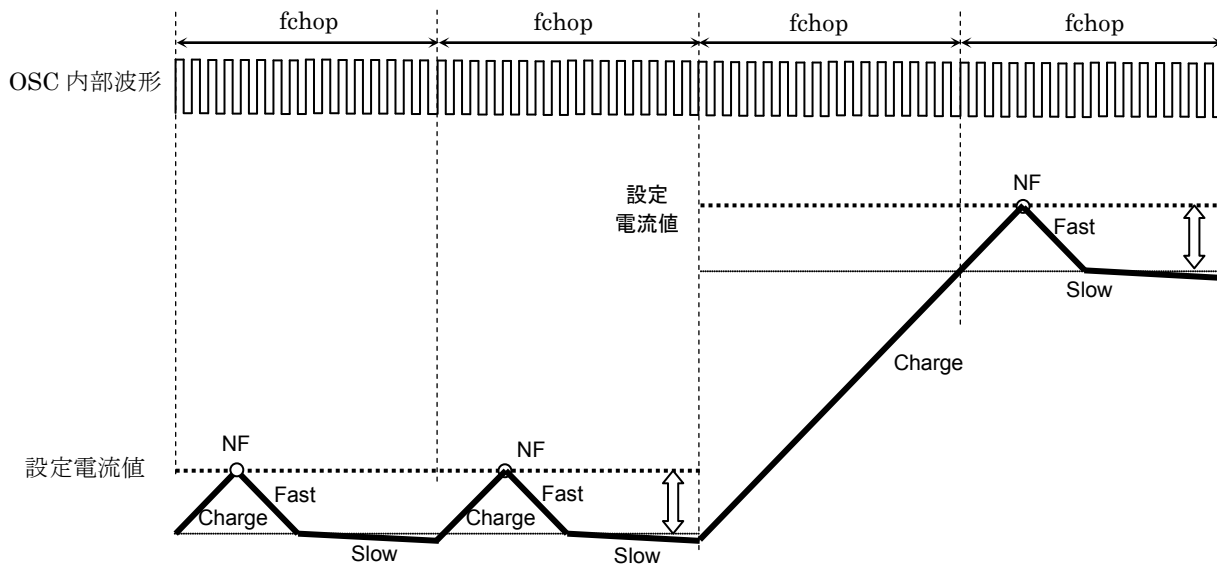 fchop fchop fchop fchop
OSC 内部波形
設定
電流値
NF
Fast
Slow
Charge
設定電流値
NF
Fast
Charge
Slow
NF
Fast
Charge
Slow